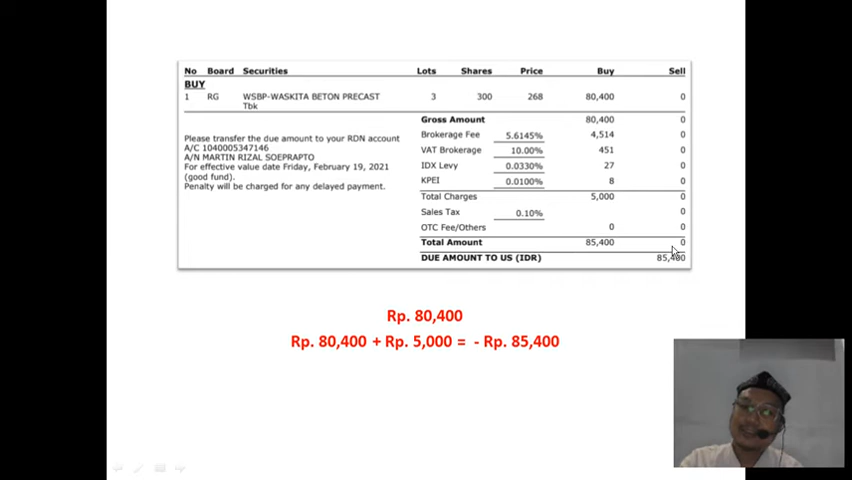 No Board Securities Lots Shares Price Buy Sell
BUY
1 RG WSBP-WASKITA BETON PRECAST 3 300 268 80,400 0
Tbk
Gross Amount 80,400 0
Brokerage Fee 5.6145% 4,514 0
Please transfer the due amount to your RDN account
A/C 1040005347146
VAT Brokerage 10.00% 451 0
A/N MARTIN RIZAL SOEPRAPTO
For effective value date Friday, February 19, 2021
IDX Levy 0.0330% 27 0
(good fund).
KPEI 0.0100% 8 0
Penalty will be charged for any delayed payment.
Total Charges 5,000 0
Sales Tax 0.10% 0
OTC Fee/Others 0 0
Total Amount 85,400 0
DUE AMOUNT TO US (IDR) 85,400
Rp. 80,400
Rp. 80,400 + Rp. 5,000 = - Rp. 85,400